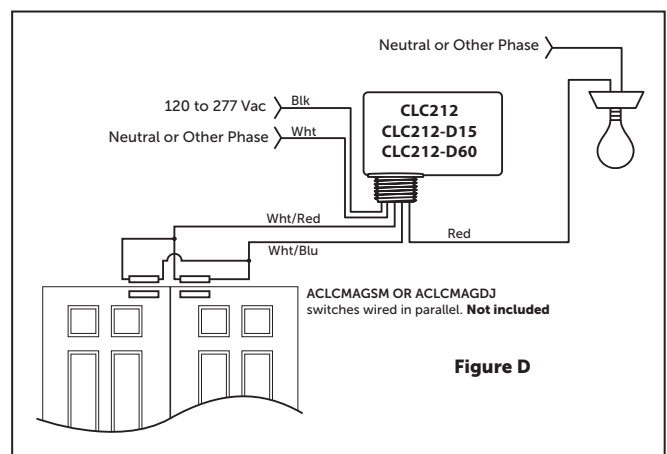 Neutral or Other Phase
120 to 277 Vac
Blk
Neutral or Other Phase
Wht
CLC212
CLC212-D15
CLC212-D60
Wht/Red
Red
Wht/Blu
ACLCMAGSM OR ACLCMAGDJ
switches wired in parallel. Not included
Figure D